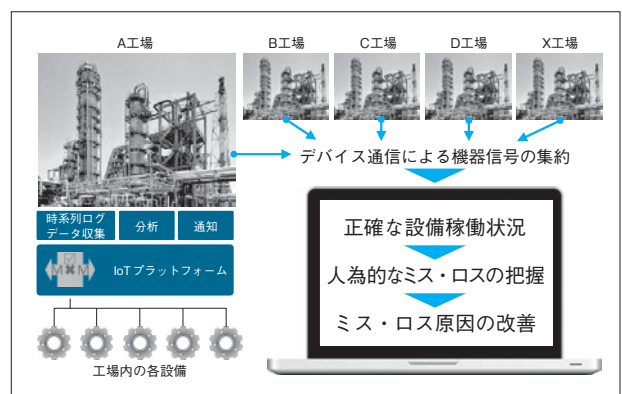 A工場
B工場
C工場
D工場
X工場
デバイス通信による機器信号の集約
時系列ログ
データ収集
分析
通知
M M
IoTプラットフォーム
工場内の各設備
正確な設備稼働状況
人為的なミス・ロスの把握
ミス・ロス原因の改善